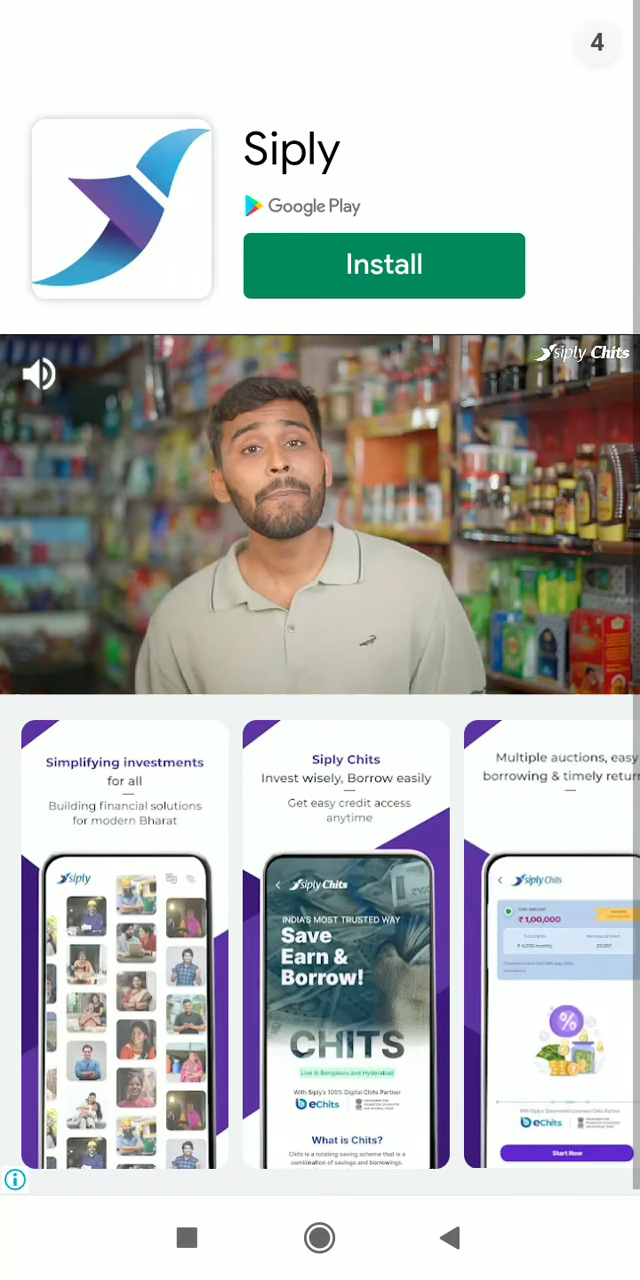 4
Siply
Google Play
Install
siply Chits
Simplifying investments
for all
Building financial solutions
for modern Bharat
siply
Siply Chits
Invest wisely, Borrow easily
Get easy credit access
anytime
siply Chits
INDIA'S MOST TRUSTED WAY
Save
Earn &
Borrow!
CHITS
Live in Bengaluru and Hyderabad
With Siply's 100% Digital Chits Partner
eChits
What is Chits?
Chits is a rotating saving scheme that is a
combination of savings and borrowings.
Multiple auctions, easy
borrowing & timely retur
siply Chits
₹ 1,00,000
₹ 4,000 monthly
%
eChits
Start Now